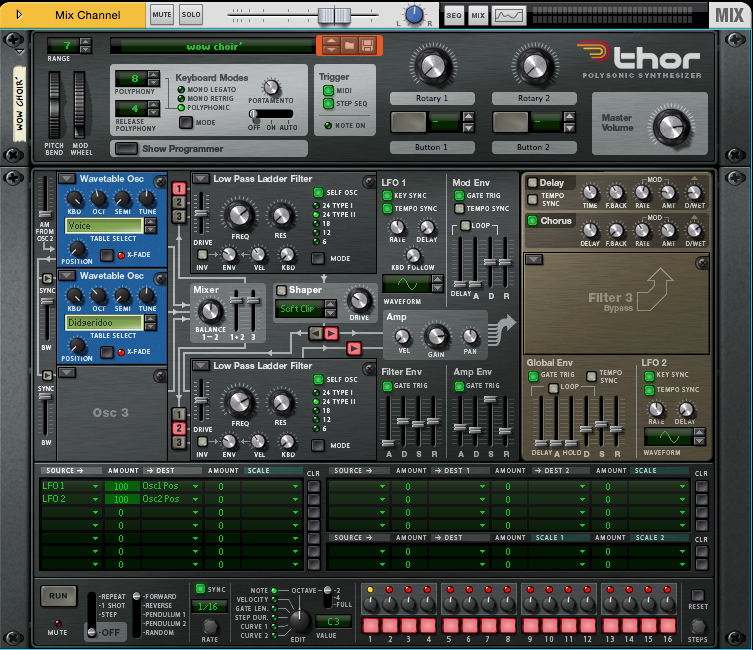 Mix Channel
MUTE SOLO
L R
SEQ MIX
MIX
7
RANGE
wow choir'
WOW CHOIR'
PITCH BEND
MOD WHEEL
8
POLYPHONY
4
RELEASE POLYPHONY
Keyboard Modes
MONO LEGATO
MONO RETRIG
POLYPHONIC
MODE
PORTAMENTO
OFF ON AUTO
Trigger
MIDI
STEP SEQ
NOTE ON
Show Programmer
Rotary 1
Rotary 2
Button 1
Button 2
thor
POLYSONIC SYNTHESIZER
Master Volume
AM FROM OSC 2
SYNC
BW
SYNC
BW
Wavetable Osc
KBD OCT SEMI TUNE
Voice
TABLE SELECT
POSITION
X-FADE
Wavetable Osc
KBD OCT SEMI TUNE
Didgeridoo
TABLE SELECT
POSITION
X-FADE
Osc 3
1
2
3
Low Pass Ladder Filter
DRIVE
FREQ
RES
SELF OSC
24 TYPE I
24 TYPE II
18
12
6
MODE
INV ENV VEL KBD
Mixer
BALANCE
1–2
1+2 3
Shaper
Soft Clip
DRIVE
Amp
VEL GAIN PAN
1
2
3
Low Pass Ladder Filter
DRIVE
FREQ
RES
SELF OSC
24 TYPE I
24 TYPE II
18
12
6
MODE
INV ENV VEL KBD
LFO 1
KEY SYNC
TEMPO SYNC
RATE DELAY
KBD FOLLOW
WAVEFORM
Mod Env
GATE TRIG
TEMPO SYNC
LOOP
DELAY A D R
Filter Env
GATE TRIG
A D S R
Amp Env
GATE TRIG
A D S R
Delay
TEMPO SYNC
TIME F.BACK
MOD
RATE AMT
D/WET
Chorus
DELAY F.BACK
MOD
RATE AMT
D/WET
Filter 3
Bypass
Global Env
GATE TRIG
LOOP
TEMPO SYNC
DELAY A HOLD D S R
LFO 2
KEY SYNC
TEMPO SYNC
RATE DELAY
WAVEFORM
SOURCE → AMOUNT → DEST AMOUNT SCALE CLR
LFO 1 100 Osc1 Pos 0
LFO 2 100 Osc2 Pos 0
0 0
0 0
0 0
0 0
0 0
SOURCE → AMOUNT → DEST 1 AMOUNT → DEST 2 AMOUNT SCALE CLR
0 0 0
0 0 0
0 0 0
0 0 0
SOURCE → AMOUNT → DEST AMOUNT SCALE 1 AMOUNT SCALE 2 CLR
0 0 0
0 0 0
RUN
MUTE
REPEAT
1 SHOT
STEP
OFF
FORWARD
REVERSE
PENDULUM 1
PENDULUM 2
RANDOM
SYNC
1/16
RATE
NOTE
VELOCITY
GATE LEN.
STEP DUR.
CURVE 1
CURVE 2
EDIT
OCTAVE
2
4
FULL
C 3
VALUE
1 2 3 4 5 6 7 8 9 10 11 12 13 14 15 16
RESET
STEPS